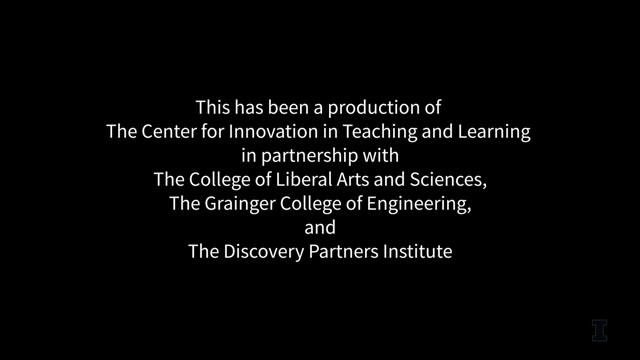 This has been a production of
The Center for Innovation in Teaching and Learning
in partnership with
The College of Liberal Arts and Sciences,
The Grainger College of Engineering,
and
The Discovery Partners Institute
I